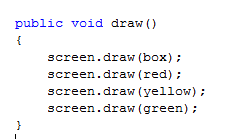 public void draw()
{
    screen.draw(box);
    screen.draw(red);
    screen.draw(yellow);
    screen.draw(green);
}